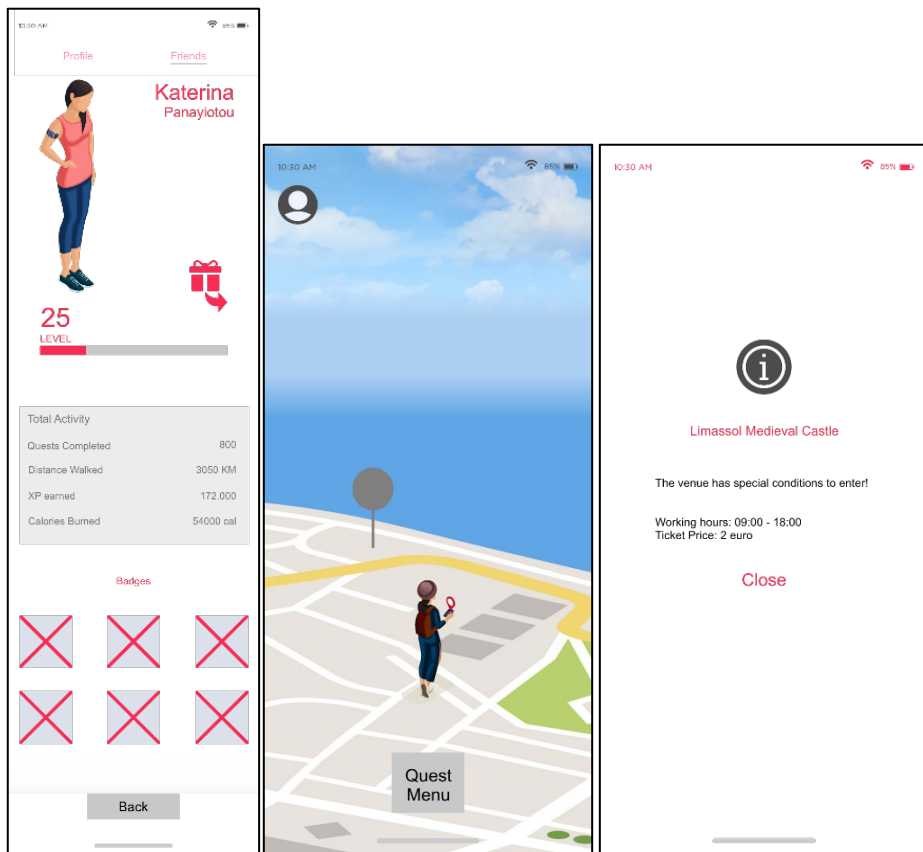 10:30 AM
85%
Profile
Friends
Katerina
Panayiotou
25
LEVEL
Total Activity
Quests Completed 800
Distance Walked 3050 KM
XP earned 172.000
Calories Burned 54000 cal
Badges
Back
10:30 AM 85%
Quest
Menu
10:30 AM 85%
i
Limassol Medieval Castle
The venue has special conditions to enter!
Working hours: 09:00 - 18:00
Ticket Price: 2 euro
Close